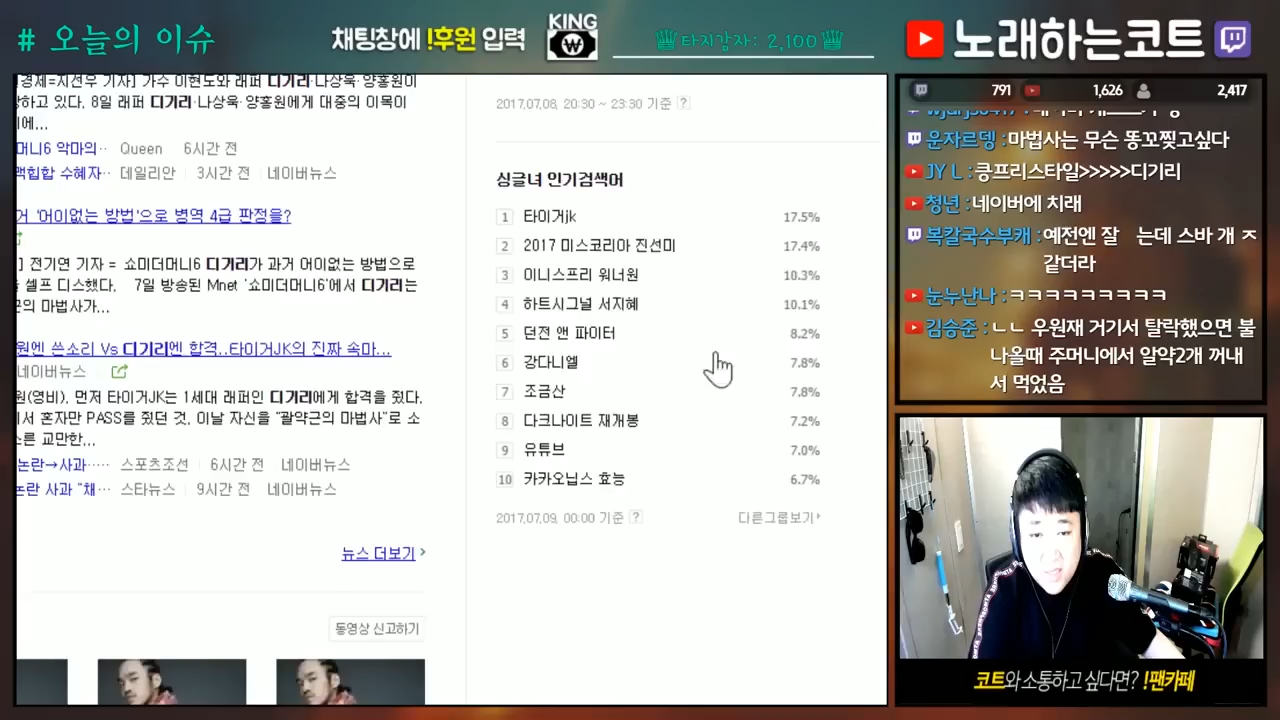 # 오늘의 이슈
채팅창에 !후원 입력
KING
₩
타지감자: 2,100
노래하는코트
경제=지선우 기자] 가수 이현도와 래퍼 디기리·나상욱·양홍원이
하고 있다. 8일 래퍼 디기리·나상욱·양홍원에게 대중의 이목이
에...
머니6 악마의·· Queen 6시간 전
힙합 수혜자·· 데일리안 3시간 전 네이버뉴스
거 '어이없는 방법'으로 병역 4급 판정을?
] 전기연 기자 = 쇼미더머니6 디기리가 과거 어이없는 방법으로
셀프 디스했다. 7일 방송된 Mnet '쇼미더머니6'에서 디기리는
의 마법사가...
원엔 쓴소리 Vs 디기리엔 합격..타이거JK의 진짜 속마...
네이버뉴스
원(영비), 먼저 타이거JK는 1세대 래퍼인 디기리에게 합격을 줬다.
서 혼자만 PASS를 줬던 것. 이날 자신을 "괄약근의 마법사"로 소
른 교만한...
논란→사과····· 스포츠조선 6시간 전 네이버뉴스
논란 사과 "채··· 스타뉴스 9시간 전 네이버뉴스
뉴스 더보기
동영상 신고하기
2017.07.08. 20:30 ~ 23:30 기준 ?
싱글녀 인기검색어
1 타이거jk 17.5%
2 2017 미스코리아 진선미 17.4%
3 이니스프리 워너원 10.3%
4 하트시그널 서지혜 10.1%
5 던전 앤 파이터 8.2%
6 강다니엘 7.8%
7 조금산 7.8%
8 다크나이트 재개봉 7.2%
9 유튜브 7.0%
10 카카오닙스 효능 6.7%
2017.07.09. 00:00 기준 ? 다른그룹보기
791 1,626 2,417
운자르뎅 :마법사는 무슨 똥꼬찢고싶다
JY L :킁프리스타일>>>>>디기리
청년 :네이버에 치래
복칼국수부캐 :예전엔 잘 는데 스바 개 ㅈ
같더라
눈누난나 :ㅋㅋㅋㅋㅋㅋㅋㅋㅋ
김승준 :ㄴㄴ 우원재 거기서 탈락했으면 불
나올때 주머니에서 알약2개 꺼내
서 먹었음
코트와 소통하고 싶다면? !팬카페